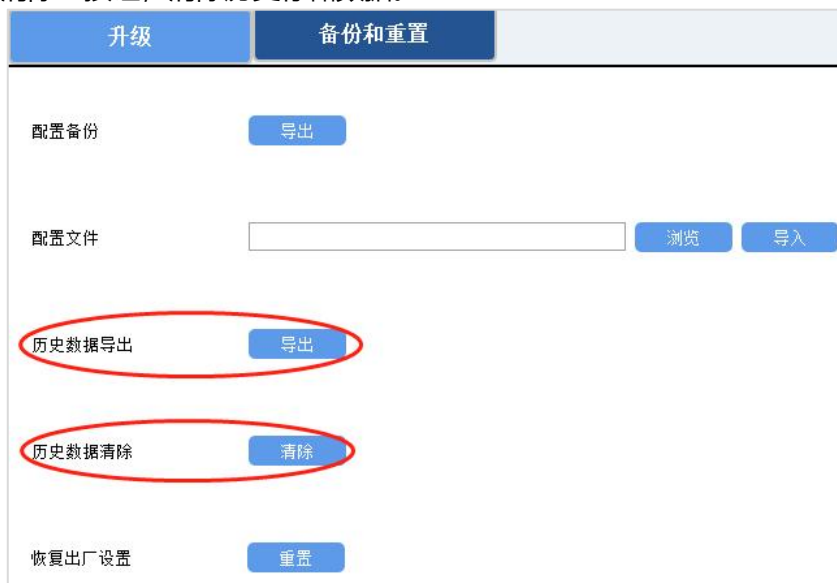 升级 备份和重置
配置备份 导出
配置文件 浏览 导入
历史数据导出 导出
历史数据清除 清除
恢复出厂设置 重置